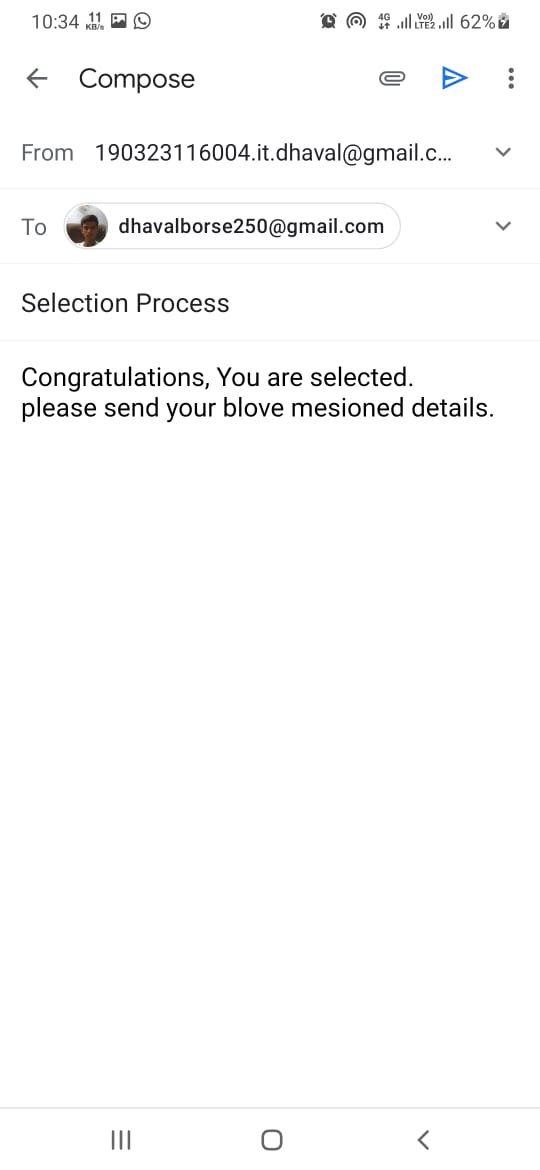 10:34 11 KB/s 4G Vo) LTE2 62%
Compose
From 190323116004.it.dhaval@gmail.c...
To dhavalborse250@gmail.com
Selection Process
Congratulations, You are selected.
please send your blove mesioned details.